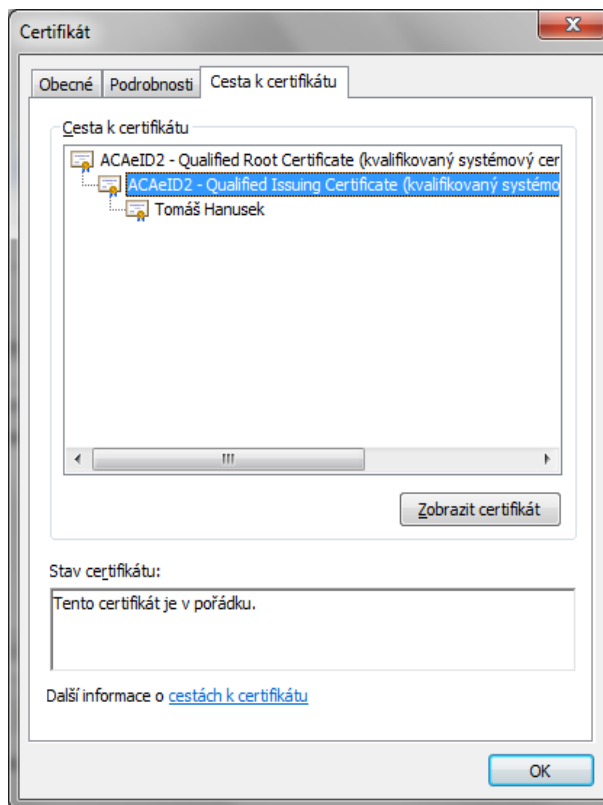 Certifikát
Obecné Podrobnosti Cesta k certifikátu
Cesta k certifikátu
ACAeID2 - Qualified Root Certificate (kvalifikovaný systémový cer
ACAeID2 - Qualified Issuing Certificate (kvalifikovaný systémo
Tomáš Hanusek
Zobrazit certifikát
Stav certifikátu:
Tento certifikát je v pořádku.
Další informace o cestách k certifikátu
OK